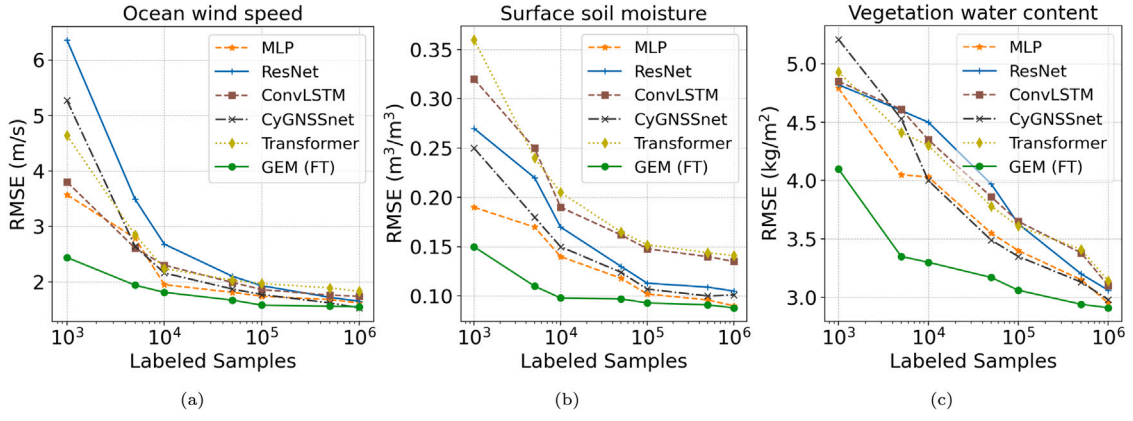 Ocean wind speed
RMSE (m/s)
6
5
4
3
2
MLP
ResNet
ConvLSTM
CyGNSSnet
Transformer
GEM (FT)
10³ 10⁴ 10⁵ 10⁶
Labeled Samples
(a)
Surface soil moisture
RMSE (m³/m³)
0.35
0.30
0.25
0.20
0.15
0.10
MLP
ResNet
ConvLSTM
CyGNSSnet
Transformer
GEM (FT)
10³ 10⁴ 10⁵ 10⁶
Labeled Samples
(b)
Vegetation water content
RMSE (kg/m²)
5.0
4.5
4.0
3.5
3.0
MLP
ResNet
ConvLSTM
CyGNSSnet
Transformer
GEM (FT)
10³ 10⁴ 10⁵ 10⁶
Labeled Samples
(c)